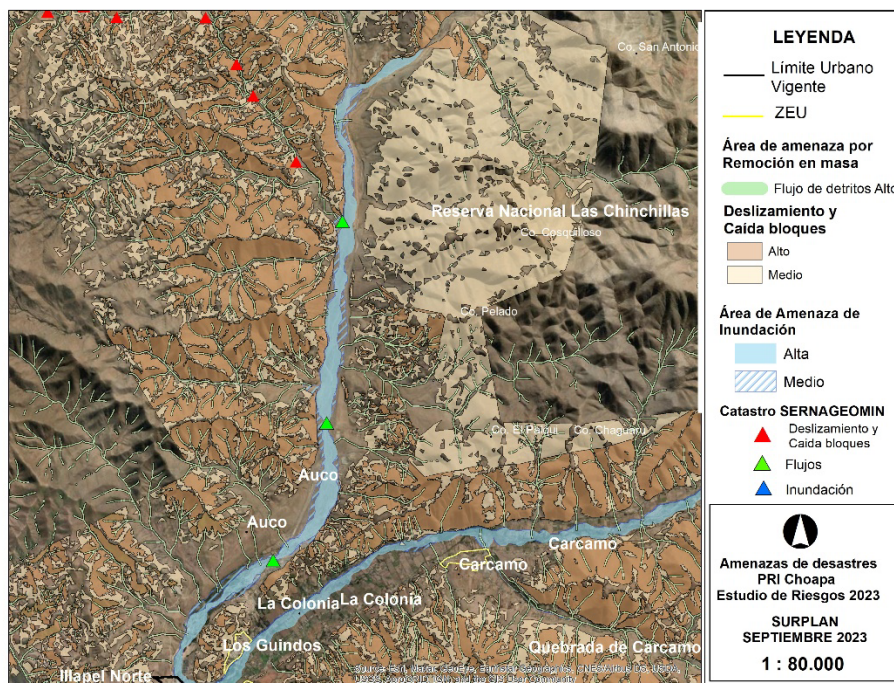 Co. San Antonio
Reserva Nacional Las Chinchillas
Co. Cosquilloso
Co. Pelado
Co. El Peigu
Co. Chaguaru
Auco
Auco
Carcamo
Carcamo
La Colonia
La Colonia
Los Guindos
Quebrada de Carcamo
Illapel Norte
LEYENDA
Límite Urbano
Vigente
ZEU
Área de amenaza por
Remoción en masa
Flujo de detritos Alto
Deslizamiento y
Caída bloques
Alto
Medio
Área de Amenaza de
Inundación
Alta
Medio
Catastro SERNAGEOMIN
Deslizamiento y
Caida bloques
Flujos
Inundación
Amenazas de desastres
PRI Choapa
Estudio de Riesgos 2023
SURPLAN
SEPTIEMBRE 2023
1 : 80.000